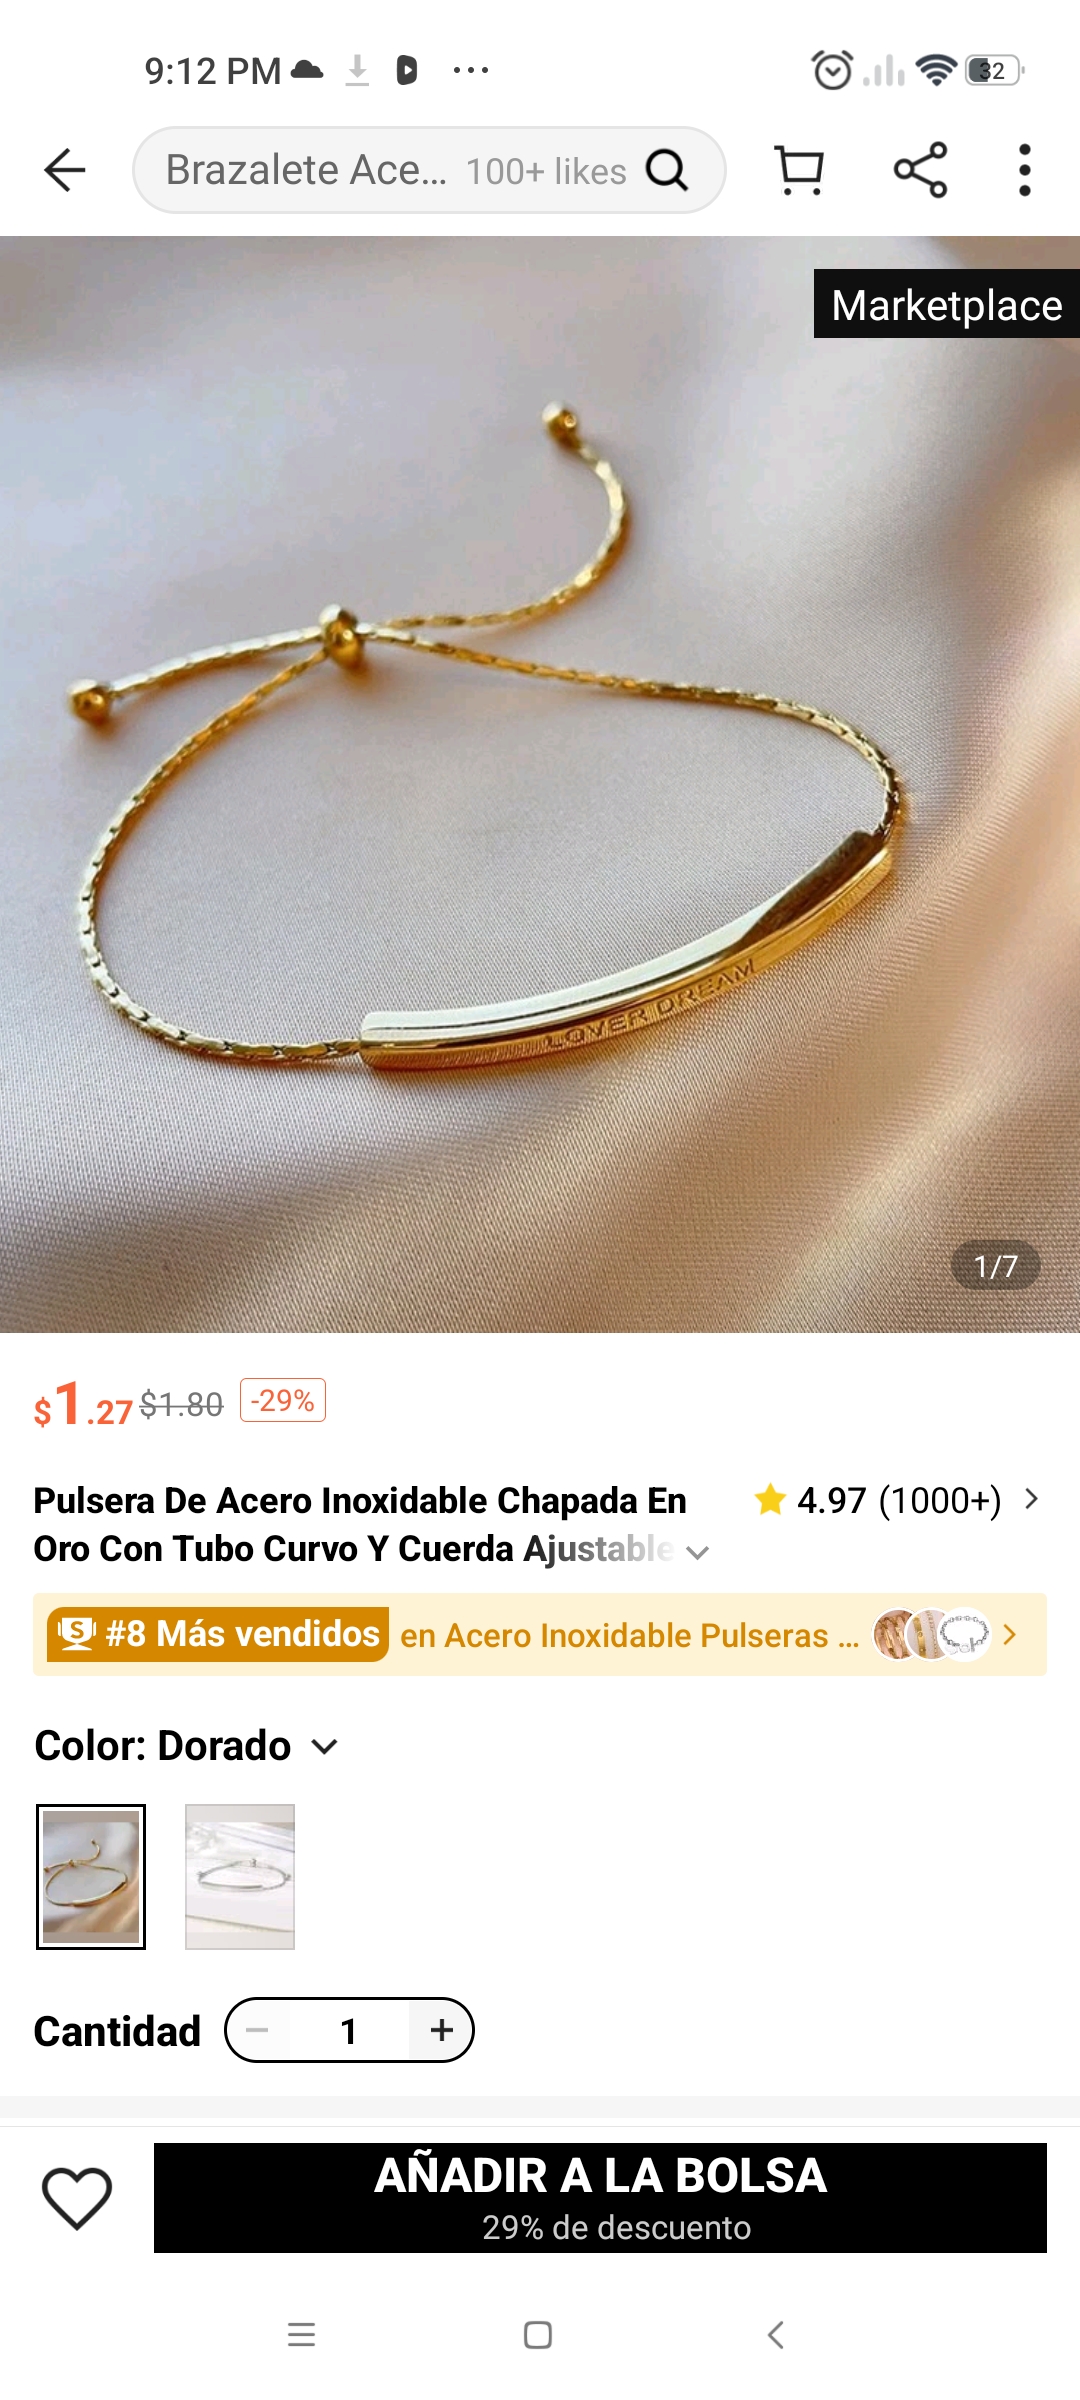 9:12 PM
32
Brazalete Ace... 100+ likes
Marketplace
LOVER DREAM
1/7
$1.27 $1.80 -29%
Pulsera De Acero Inoxidable Chapada En
Oro Con Tubo Curvo Y Cuerda Ajustable
4.97 (1000+)
#8 Más vendidos en Acero Inoxidable Pulseras ...
Color: Dorado
Cantidad 1
AÑADIR A LA BOLSA
29% de descuento